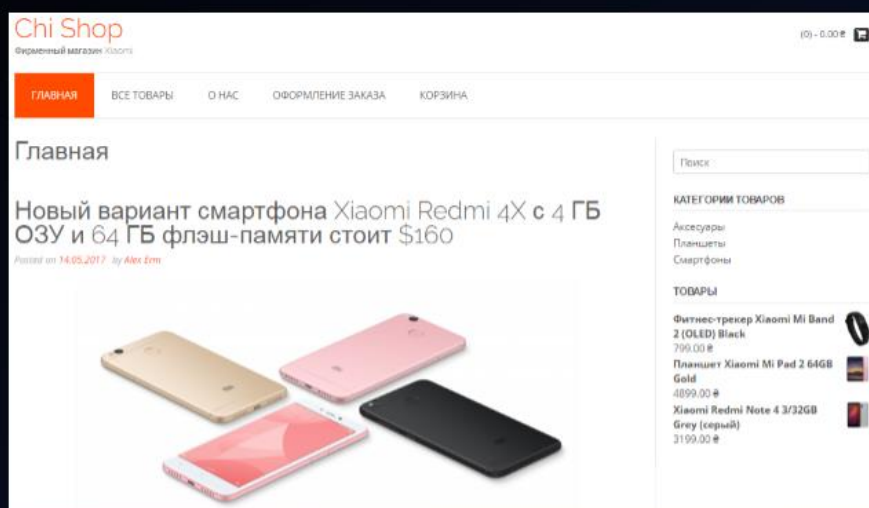 Chi Shop
Фирменный магазин Xiaomi
(0) - 0.00 ₴
ГЛАВНАЯ
ВСЕ ТОВАРЫ
О НАС
ОФОРМЛЕНИЕ ЗАКАЗА
КОРЗИНА
Главная
Новый вариант смартфона Xiaomi Redmi 4X с 4 ГБ
ОЗУ и 64 ГБ флэш-памяти стоит $160
Posted on 14.05.2017 by Alex Erm
Поиск
КАТЕГОРИИ ТОВАРОВ
Аксесуары
Планшеты
Смартфоны
ТОВАРЫ
Фитнес-трекер Xiaomi Mi Band
2 (OLED) Black
799.00 ₴
Планшет Xiaomi Mi Pad 2 64GB
Gold
4899.00 ₴
Xiaomi Redmi Note 4 3/32GB
Grey (серый)
3199.00 ₴